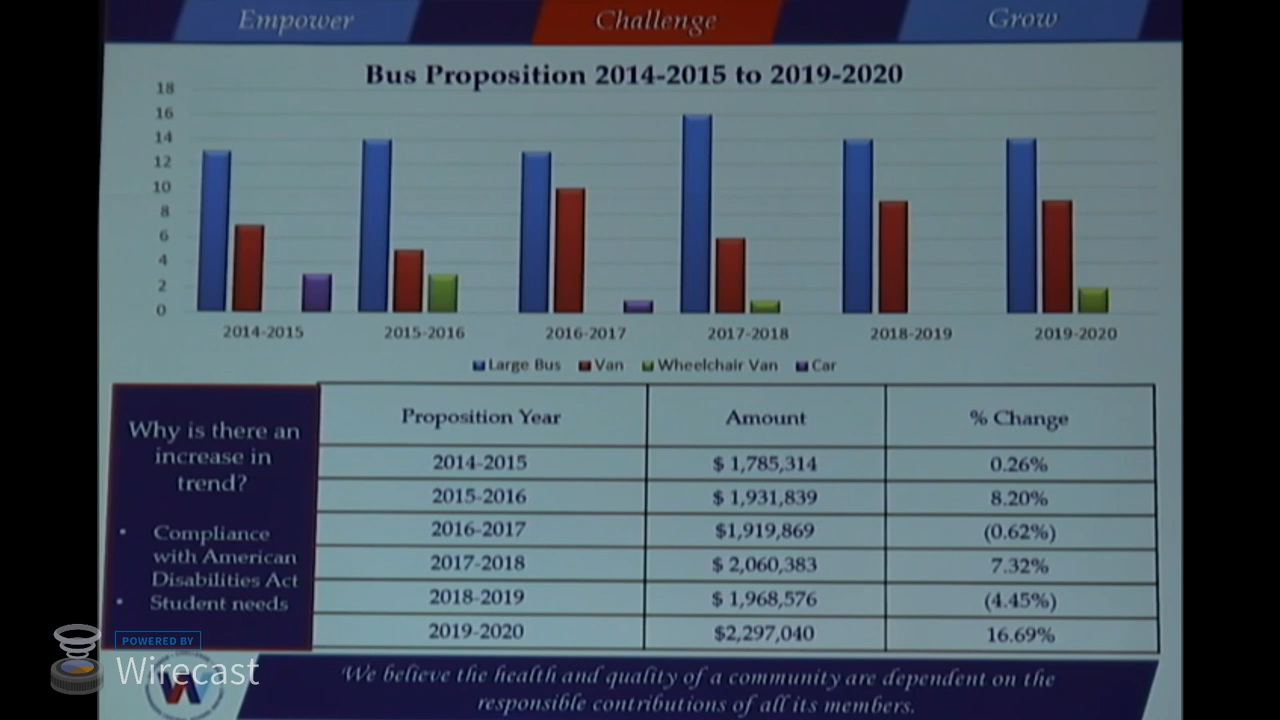 Empower Challenge Grow
Bus Proposition 2014-2015 to 2019-2020
18
16
14
12
10
8
6
4
2
0
2014-2015 2015-2016 2016-2017 2017-2018 2018-2019 2019-2020
Large Bus Van Wheelchair Van Car
Why is there an
increase in
trend?
• Compliance
with American
Disabilities Act
• Student needs
Proposition Year Amount % Change
2014-2015 $ 1,785,314 0.26%
2015-2016 $ 1,931,839 8.20%
2016-2017 $1,919,869 (0.62%)
2017-2018 $ 2,060,383 7.32%
2018-2019 $ 1,968,576 (4.45%)
2019-2020 $2,297,040 16.69%
We believe the health and quality of a community are dependent on the
responsible contributions of all its members.
POWERED BY
Wirecast